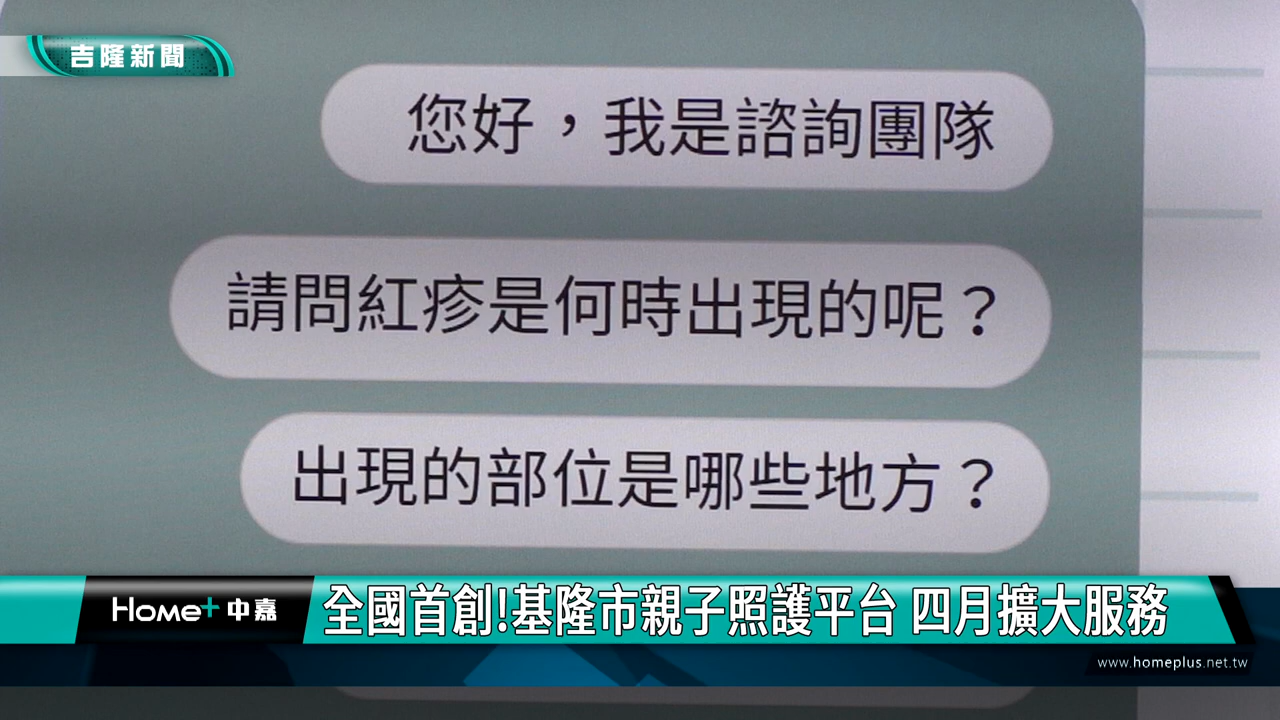 吉隆新聞
您好，我是諮詢團隊
請問紅疹是何時出現的呢？
出現的部位是哪些地方？
Home+中嘉
全國首創!基隆市親子照護平台 四月擴大服務
www.homeplus.net.tw